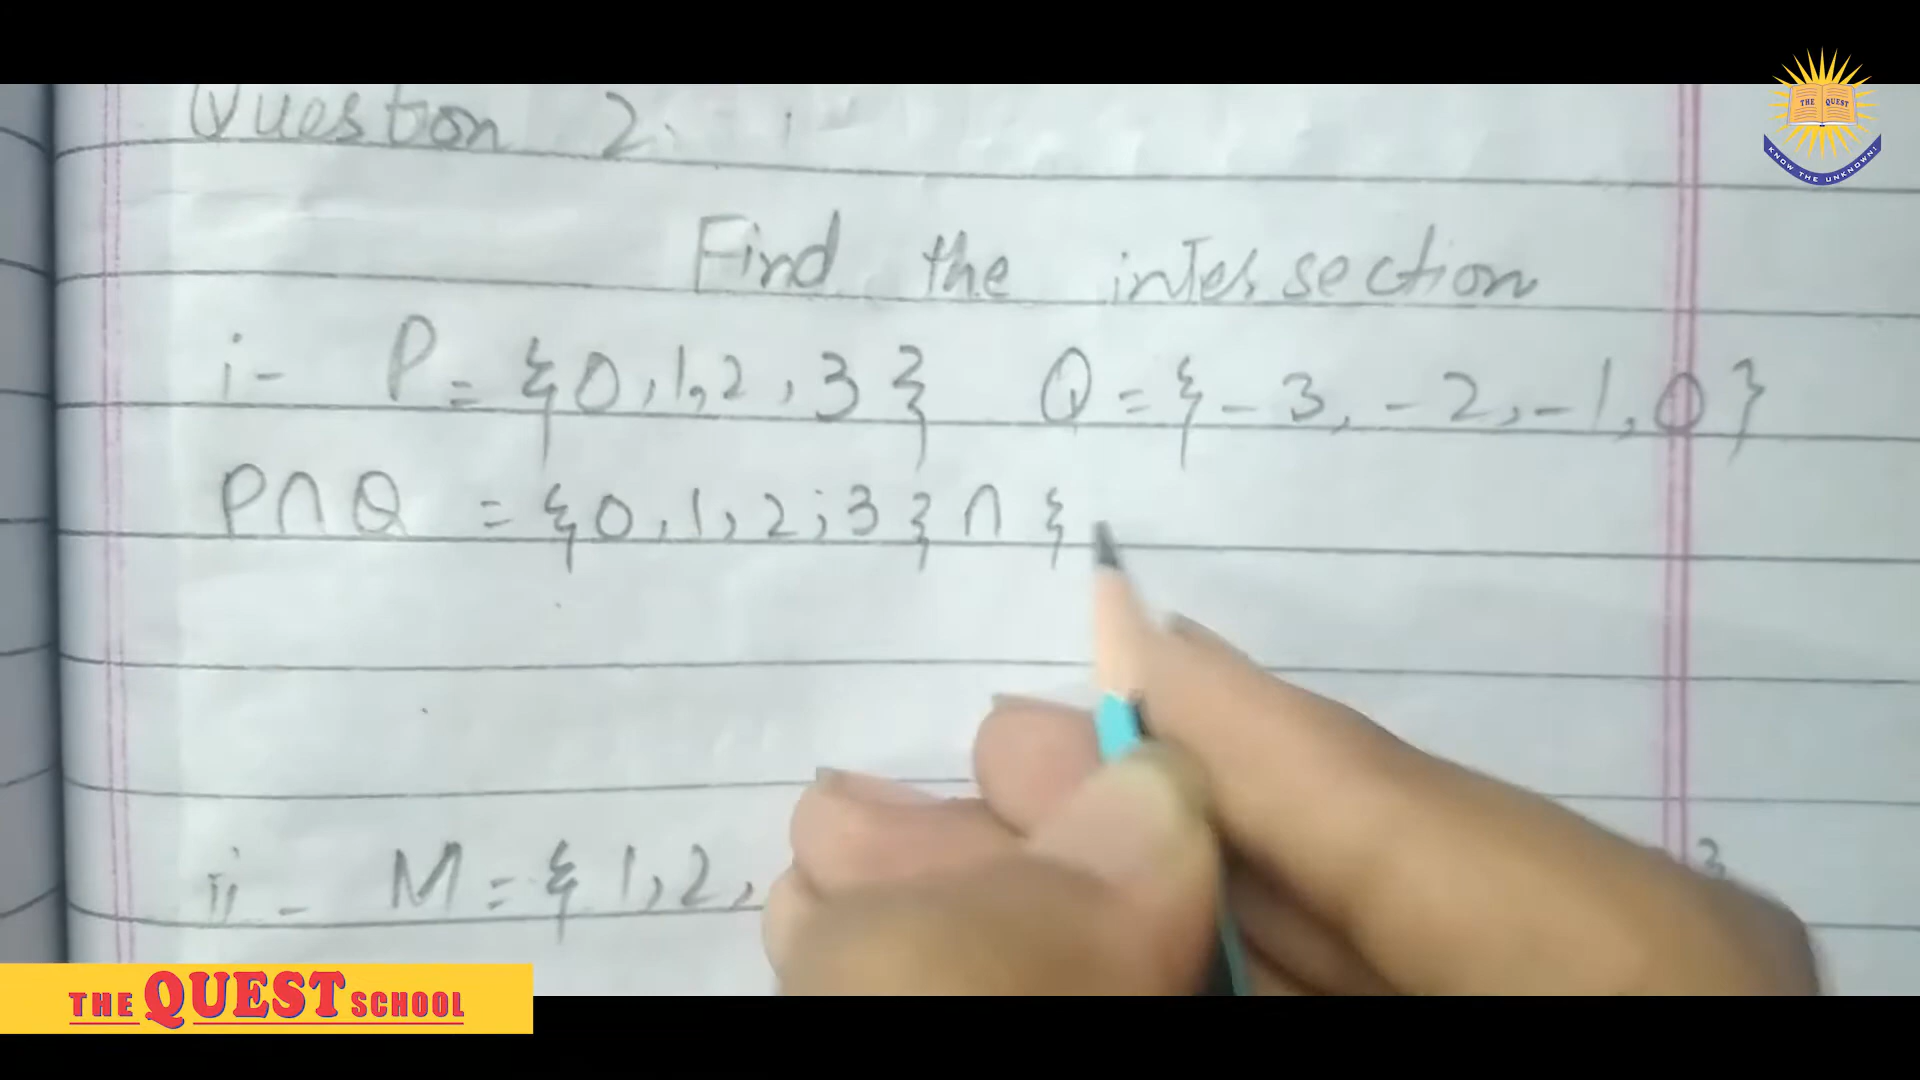 THE QUEST
KNOW THE UNKNOWN!
Question 2: -
Find the intersection
i- P = {0,1,2,3} Q = {-3,-2,-1,0}
P∩Q = {0,1,2,3} ∩ {
ii- M = {1,2,
THE QUEST SCHOOL